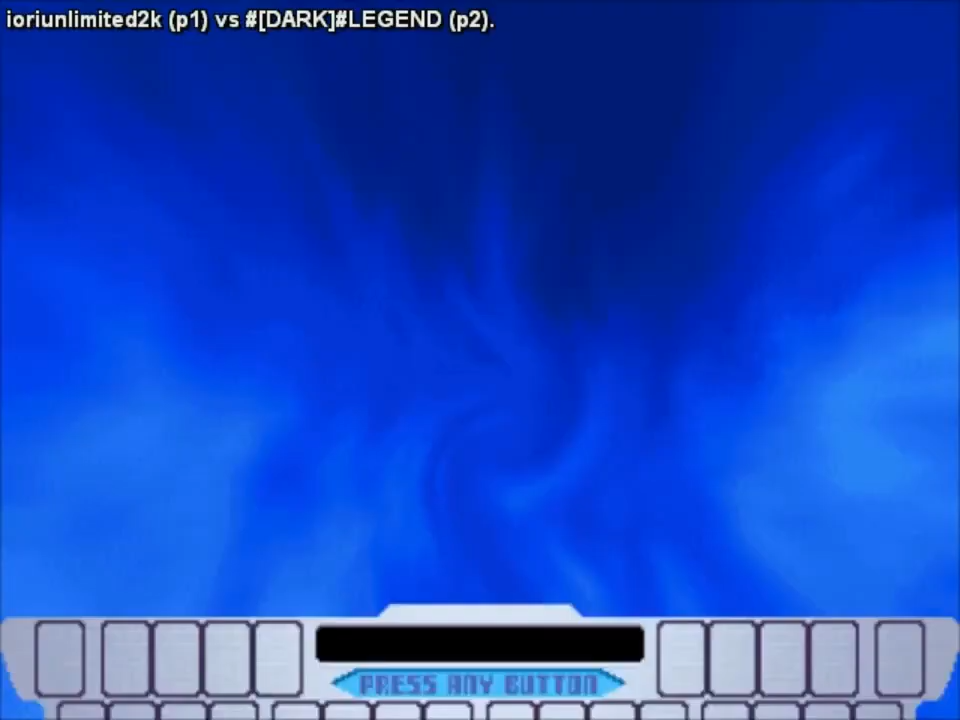 ioriunlimited2k (p1) vs #[DARK]#LEGEND (p2).
PRESS ANY BUTTON